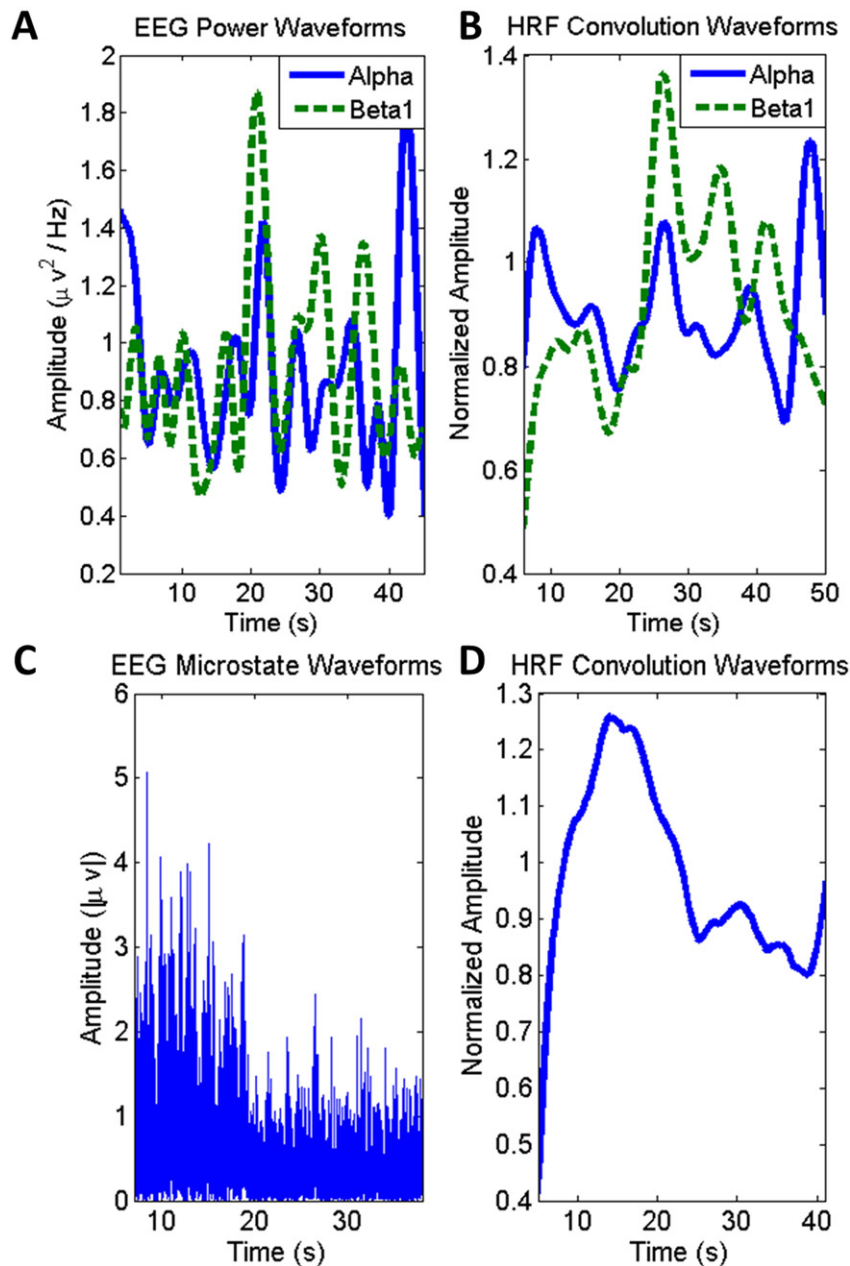 A
EEG Power Waveforms
Alpha
Beta1
2
1.8
1.6
1.4
1.2
1
0.8
0.6
0.4
0.2
Amplitude (μ v² / Hz)
10 20 30 40
Time (s)
B
HRF Convolution Waveforms
Alpha
Beta1
1.4
1.2
1
0.8
0.6
0.4
Normalized Amplitude
10 20 30 40 50
Time (s)
C
EEG Microstate Waveforms
6
5
4
3
2
1
0
Amplitude (|μ v|)
10 20 30
Time (s)
D
HRF Convolution Waveforms
1.3
1.2
1.1
1
0.9
0.8
0.7
0.6
0.5
0.4
Normalized Amplitude
10 20 30 40
Time (s)